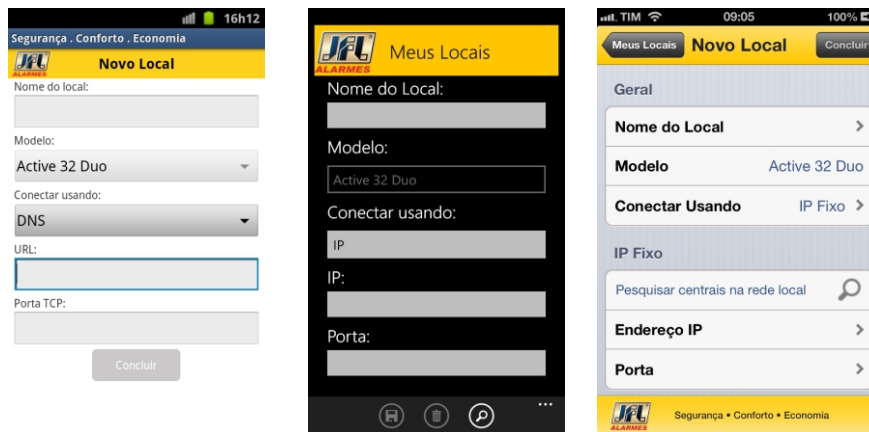 16h12
Segurança . Conforto . Economia
JFL
ALARMES
Novo Local
Nome do local:
Modelo:
Active 32 Duo
Conectar usando:
DNS
URL:
Porta TCP:
Concluir
JFL
ALARMES
Meus Locais
Nome do Local:
Modelo:
Active 32 Duo
Conectar usando:
IP
IP:
Porta:
...
TIM 09:05 100%
Meus Locais Novo Local Concluir
Geral
Nome do Local
Modelo Active 32 Duo
Conectar Usando IP Fixo
IP Fixo
Pesquisar centrais na rede local
Endereço IP
Porta
JFL
ALARMES
Segurança • Conforto • Economia